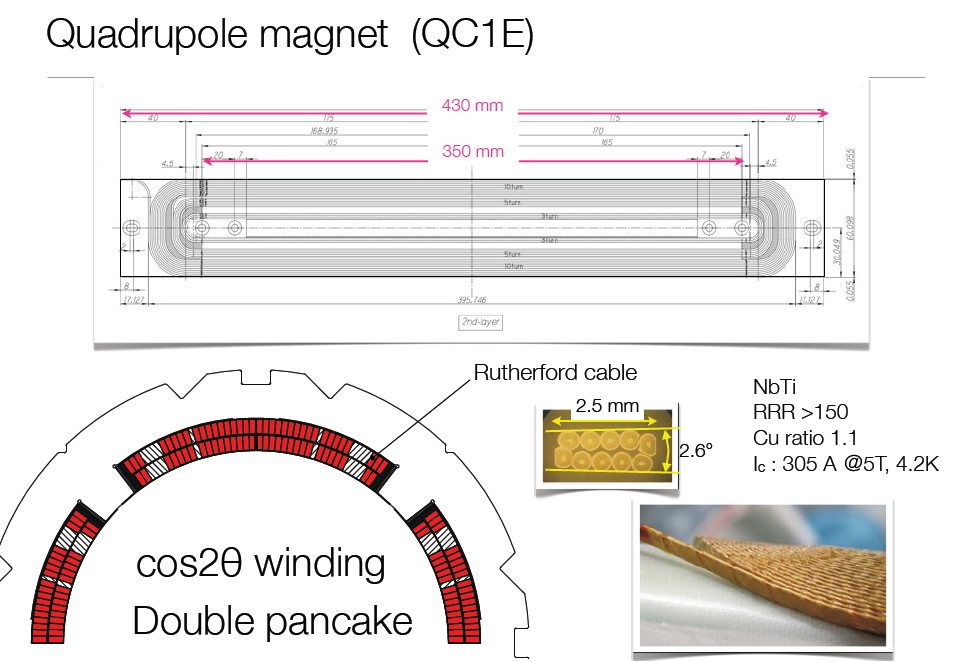 Quadrupole magnet (QC1E)
430 mm
40
175
175
40
168.935
170
165
165
350 mm
20
7
7
20
4.5
4.5
0.055
10turn
5turn
3turn
3turn
5turn
10turn
60.098
30.049
2
2
8
8
17.127
395.746
17.127
0.055
2nd-layer
Rutherford cable
2.5 mm
2.6°
NbTi
RRR >150
Cu ratio 1.1
Ic : 305 A @5T, 4.2K
cos2θ winding
Double pancake